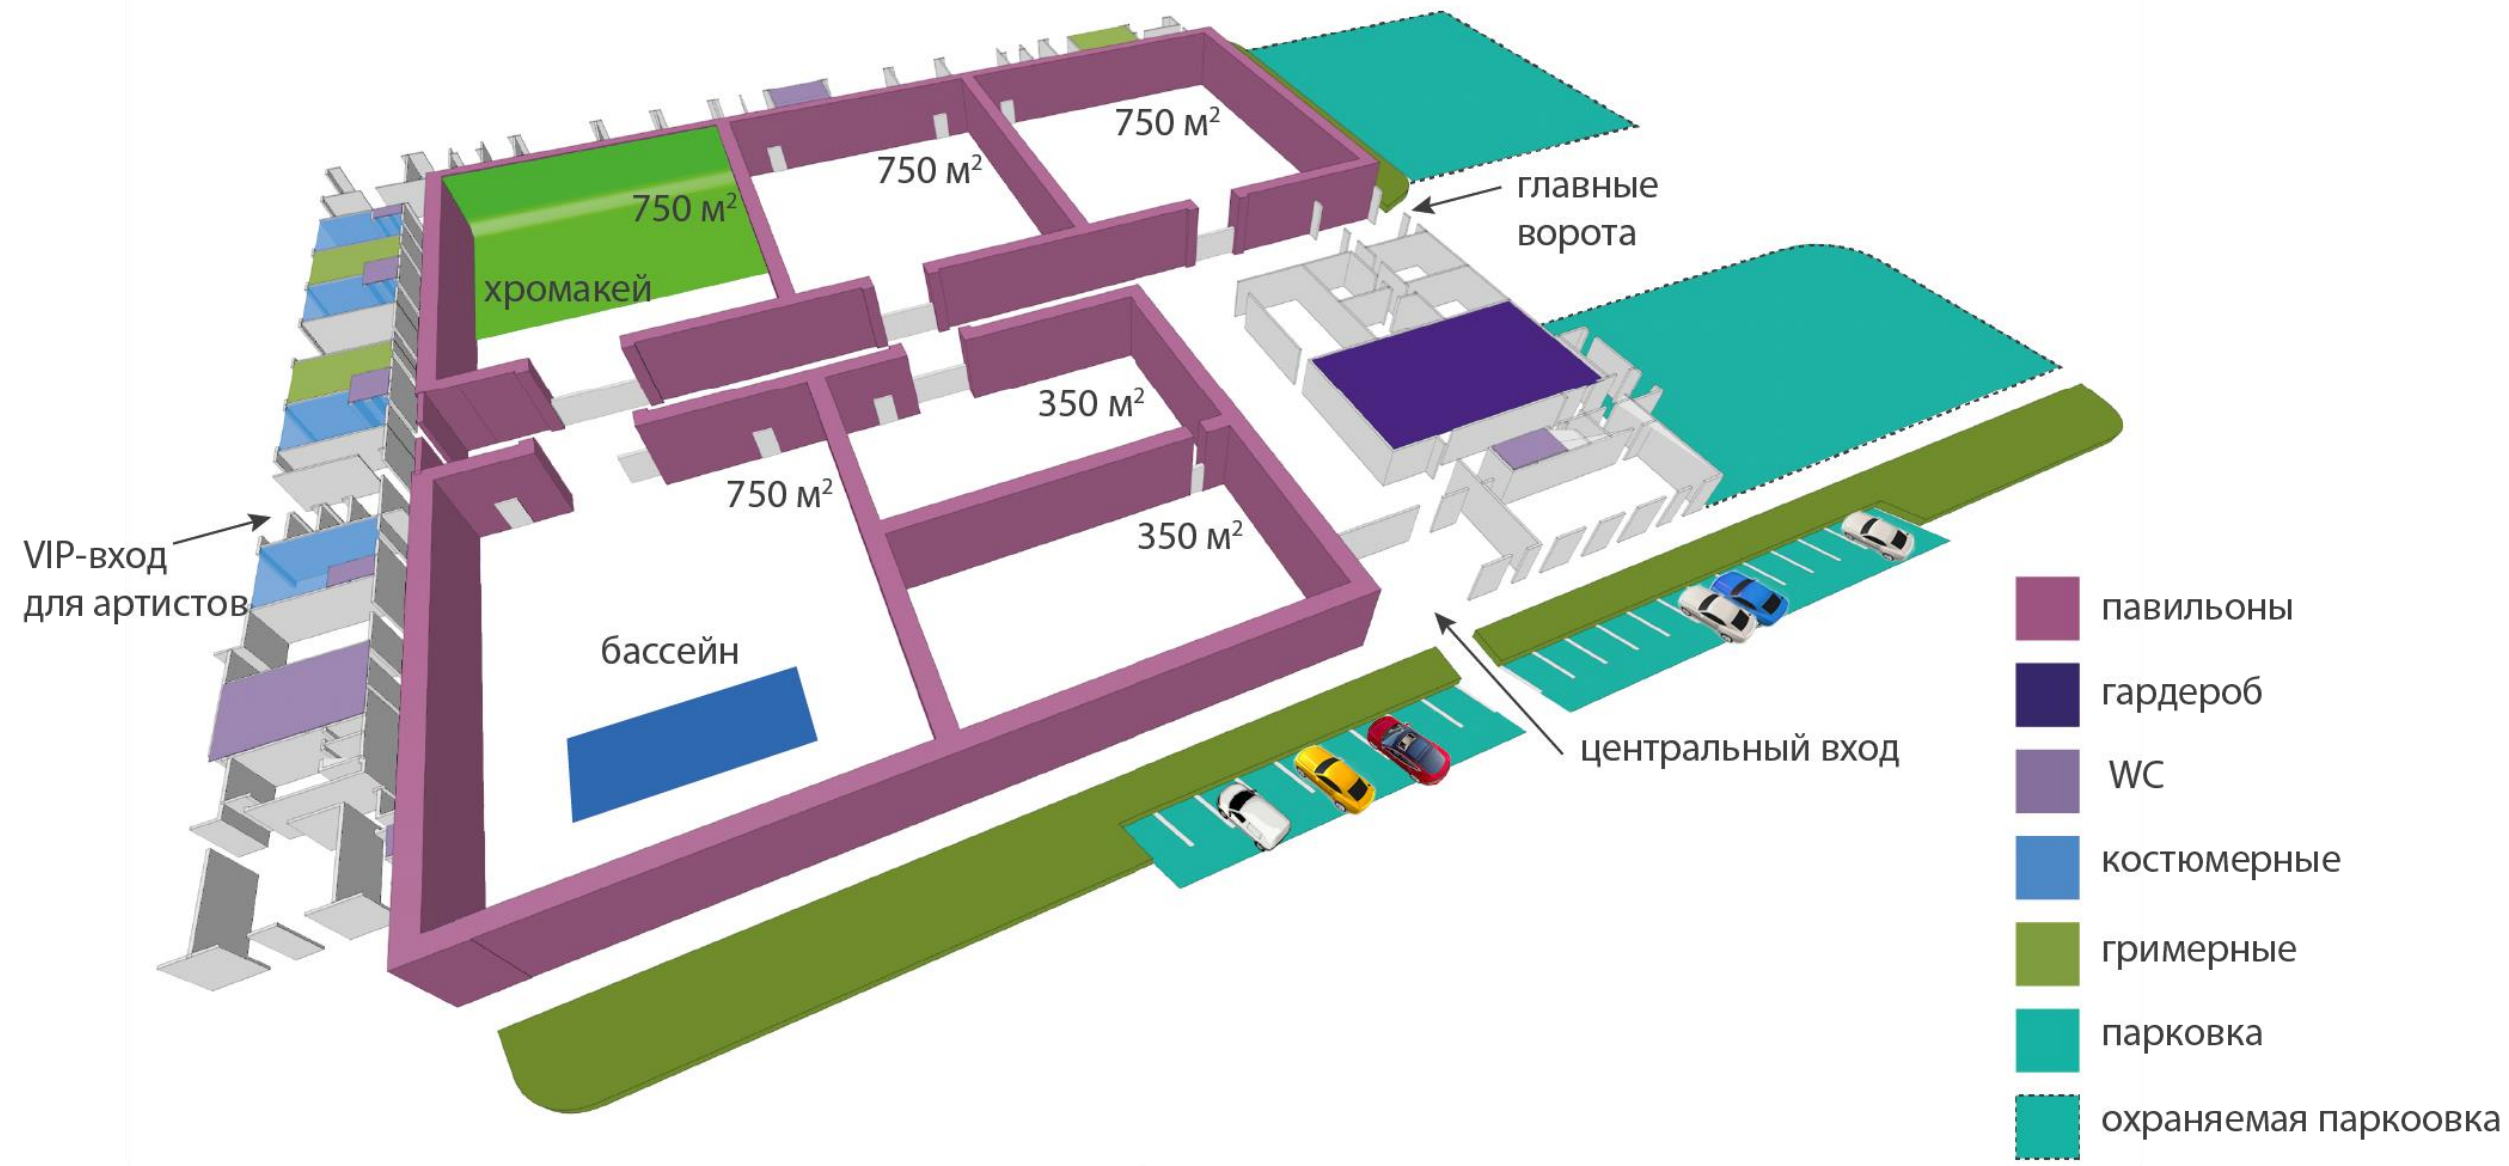 750 м²
750 м²
750 м²
хромакей
главные
ворота
350 м²
750 м²
350 м²
VIP-вход
для артистов
бассейн
центральный вход
павильоны
гардероб
WC
костюмерные
гримерные
парковка
охраняемая паркоовка